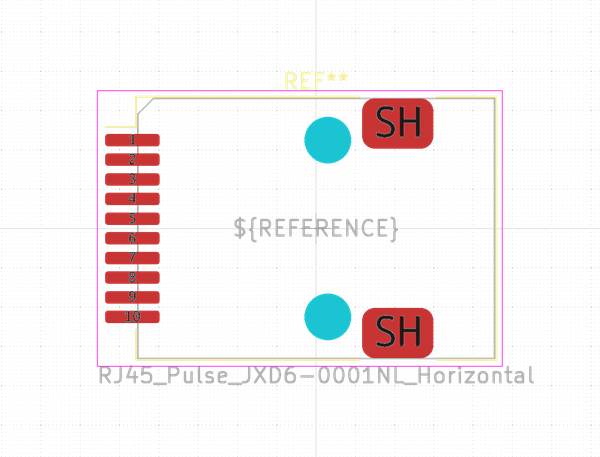 REF**
SH
1
2
3
4
5
${REFERENCE}
6
7
8
9
10
SH
RJ45_Pulse_JXD6-0001NL_Horizontal